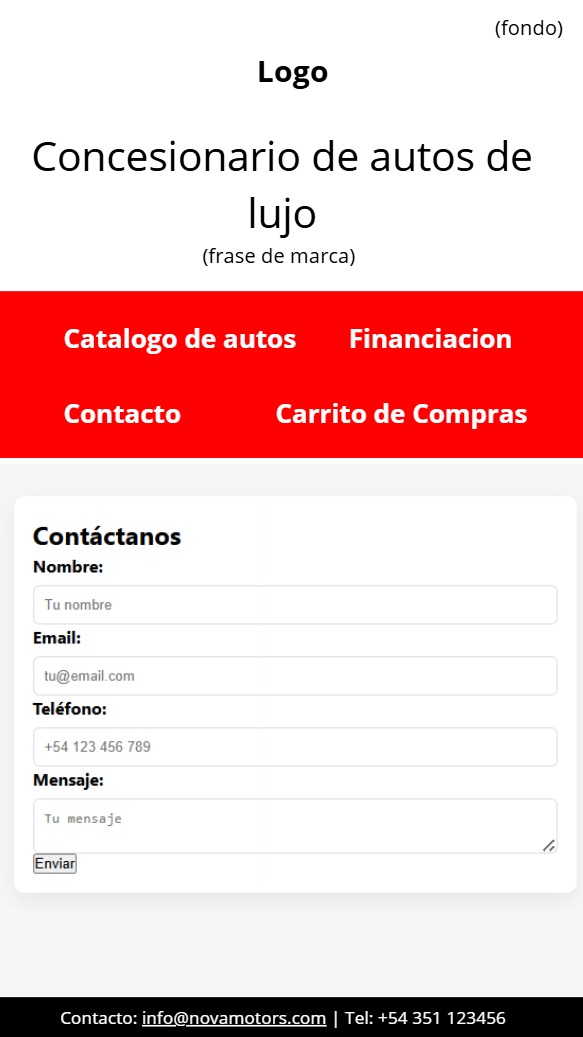 (fondo)
Logo
Concesionario de autos de
lujo
(frase de marca)
Catalogo de autos Financiacion
Contacto Carrito de Compras
Contáctanos
Nombre:
Tu nombre
Email:
tu@email.com
Teléfono:
+54 123 456 789
Mensaje:
Tu mensaje
Enviar
Contacto: info@novamotors.com | Tel: +54 351 123456